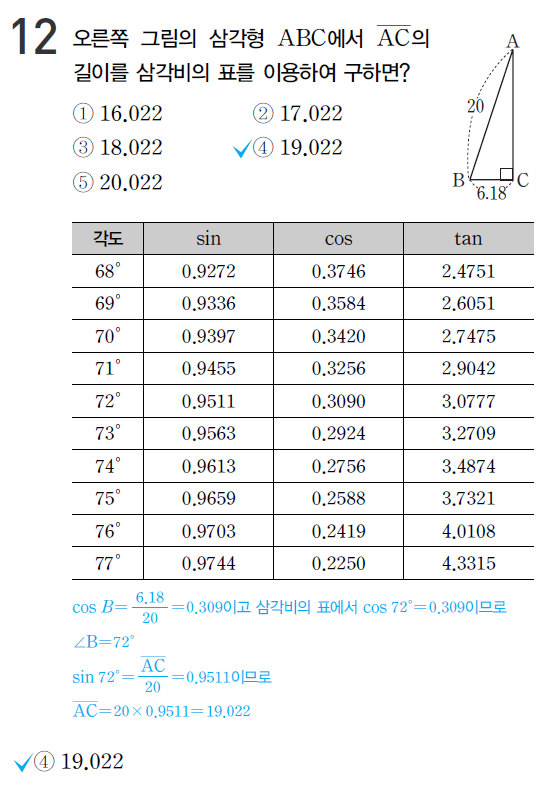 12 오른쪽 그림의 삼각형 ABC에서 $\overline{AC}$의
길이를 삼각비의 표를 이용하여 구하면?
① 16.022 ② 17.022
③ 18.022 ④ 19.022
⑤ 20.022
A
20
B C
6.18
각도 sin cos tan
68° 0.9272 0.3746 2.4751
69° 0.9336 0.3584 2.6051
70° 0.9397 0.3420 2.7475
71° 0.9455 0.3256 2.9042
72° 0.9511 0.3090 3.0777
73° 0.9563 0.2924 3.2709
74° 0.9613 0.2756 3.4874
75° 0.9659 0.2588 3.7321
76° 0.9703 0.2419 4.0108
77° 0.9744 0.2250 4.3315
cos B=$\frac{6.18}{20}$=0.309이고 삼각비의 표에서 cos 72°=0.309이므로
∠B=72°
sin 72°=$\frac{\overline{AC}}{20}$=0.9511이므로
$\overline{AC}$=20×0.9511=19.022
④ 19.022